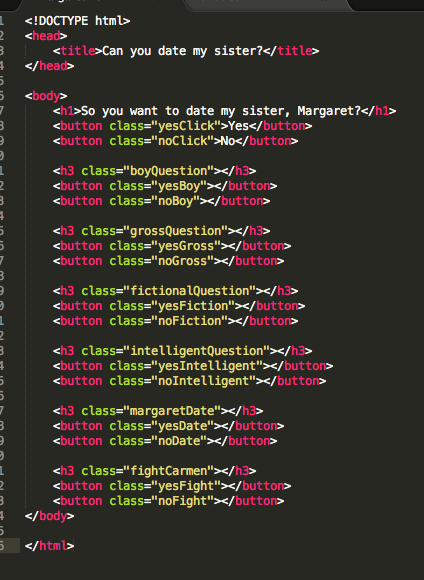 <!DOCTYPE html>
<head>
<title>Can you date my sister?</title>
</head>
<body>
<h1>So you want to date my sister, Margaret?</h1>
<button class="yesClick">Yes</button>
<button class="noClick">No</button>
<h3 class="boyQuestion"></h3>
<button class="yesBoy"></button>
<button class="noBoy"></button>
<h3 class="grossQuestion"></h3>
<button class="yesGross"></button>
<button class="noGross"></button>
<h3 class="fictionalQuestion"></h3>
<button class="yesFiction"></button>
<button class="noFiction"></button>
<h3 class="intelligentQuestion"></h3>
<button class="yesIntelligent"></button>
<button class="noIntelligent"></button>
<h3 class="margaretDate"></h3>
<button class="yesDate"></button>
<button class="noDate"></button>
<h3 class="fightCarmen"></h3>
<button class="yesFight"></button>
<button class="noFight"></button>
</body>
</html>